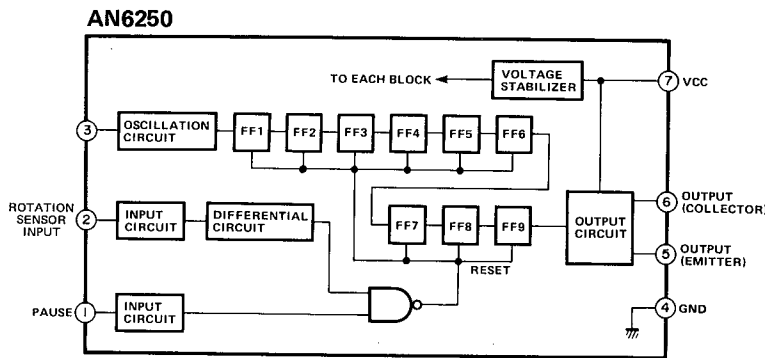 AN6250
TO EACH BLOCK
VOLTAGE
STABILIZER
7
VCC
3
OSCILLATION
CIRCUIT
FF1
FF2
FF3
FF4
FF5
FF6
ROTATION
SENSOR
INPUT
2
INPUT
CIRCUIT
DIFFERENTIAL
CIRCUIT
FF7
FF8
FF9
OUTPUT
CIRCUIT
6
OUTPUT
(COLLECTOR)
5
OUTPUT
(EMITTER)
RESET
PAUSE
1
INPUT
CIRCUIT
4
GND